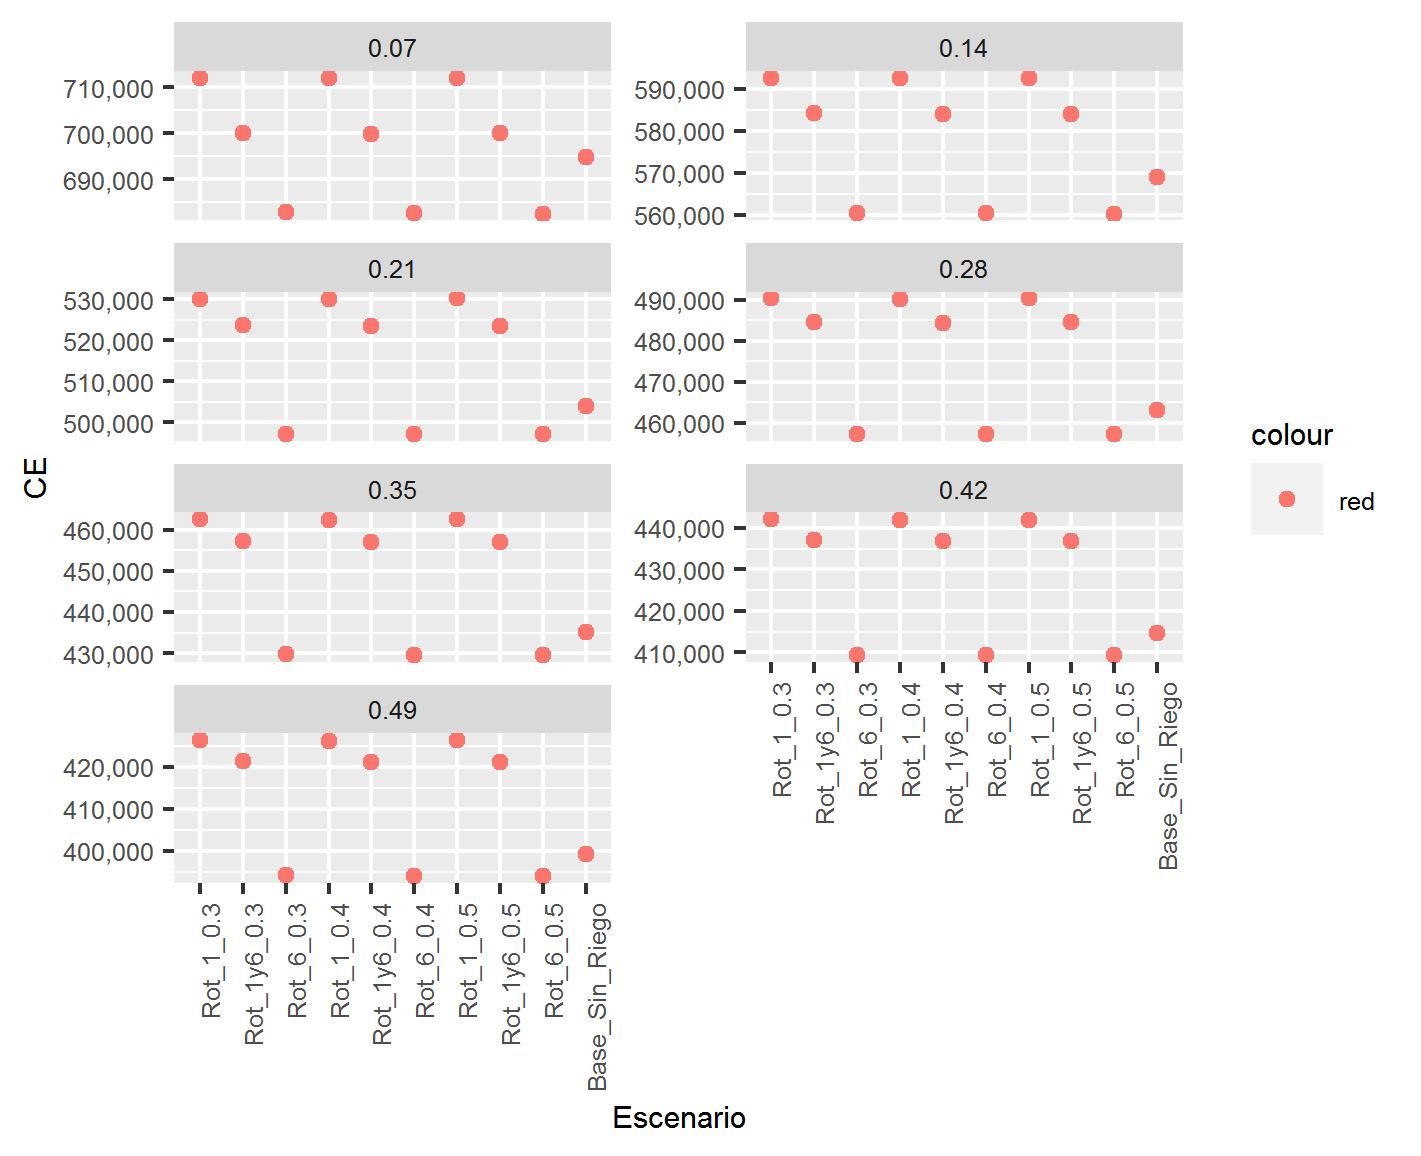 0.07
0.14
710,000
700,000
690,000
590,000
580,000
570,000
560,000
0.21
0.28
530,000
520,000
510,000
500,000
490,000
480,000
470,000
460,000
0.35
0.42
460,000
450,000
440,000
430,000
440,000
430,000
420,000
410,000
Rot_1_0.3
Rot_1y6_0.3
Rot_6_0.3
Rot_1_0.4
Rot_1y6_0.4
Rot_6_0.4
Rot_1_0.5
Rot_1y6_0.5
Rot_6_0.5
Base_Sin_Riego
0.49
420,000
410,000
400,000
Rot_1_0.3
Rot_1y6_0.3
Rot_6_0.3
Rot_1_0.4
Rot_1y6_0.4
Rot_6_0.4
Rot_1_0.5
Rot_1y6_0.5
Rot_6_0.5
Base_Sin_Riego
CE
Escenario
colour
red